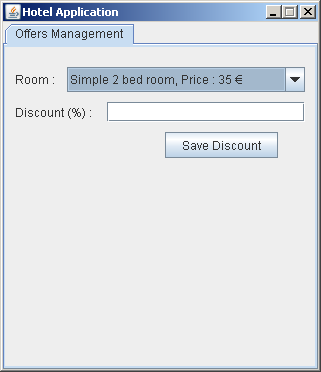 Hotel Application
Offers Management
Room : Simple 2 bed room, Price : 35 €
Discount (%) :
Save Discount